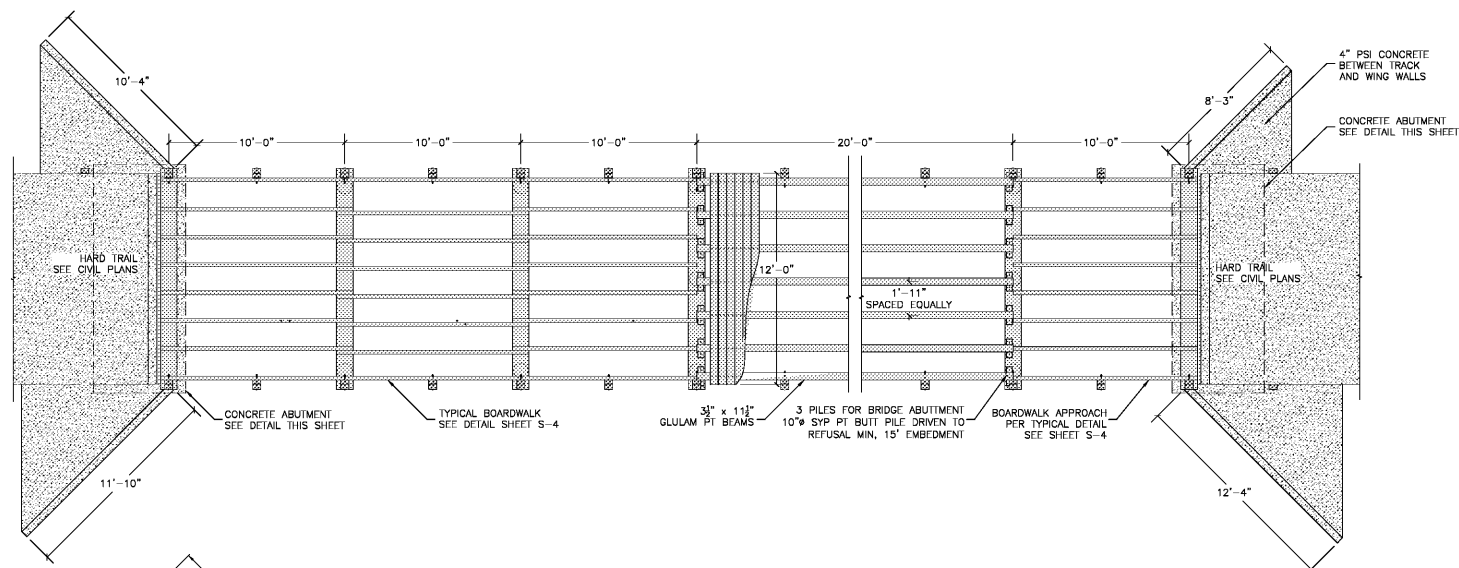 10'-4"
8'-3"
4" PSI CONCRETE
BETWEEN TRACK
AND WING WALLS
CONCRETE ABUTMENT
SEE DETAIL THIS SHEET
10'-0"
10'-0"
10'-0"
20'-0"
10'-0"
HARD TRAIL
SEE CIVIL PLANS
12'-0"
1'-11"
SPACED EQUALLY
HARD TRAIL
SEE CIVIL PLANS
CONCRETE ABUTMENT
SEE DETAIL THIS SHEET
TYPICAL BOARDWALK
SEE DETAIL SHEET S-4
3½" x 11½"
GLULAM PT BEAMS
3 PILES FOR BRIDGE ABUTTMENT
10"ø SYP PT BUTT PILE DRIVEN TO
REFUSAL MIN, 15' EMBEDMENT
BOARDWALK APPROACH
PER TYPICAL DETAIL
SEE SHEET S-4
11'-10"
12'-4"